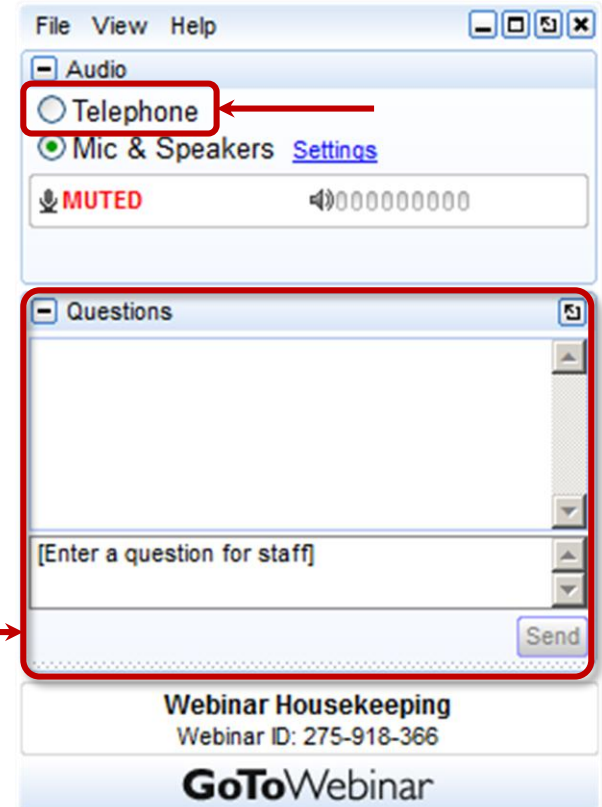 File View Help
Audio
Telephone
Mic & Speakers Settings
MUTED
Questions
[Enter a question for staff]
Send
Webinar Housekeeping
Webinar ID: 275-918-366
GoToWebinar